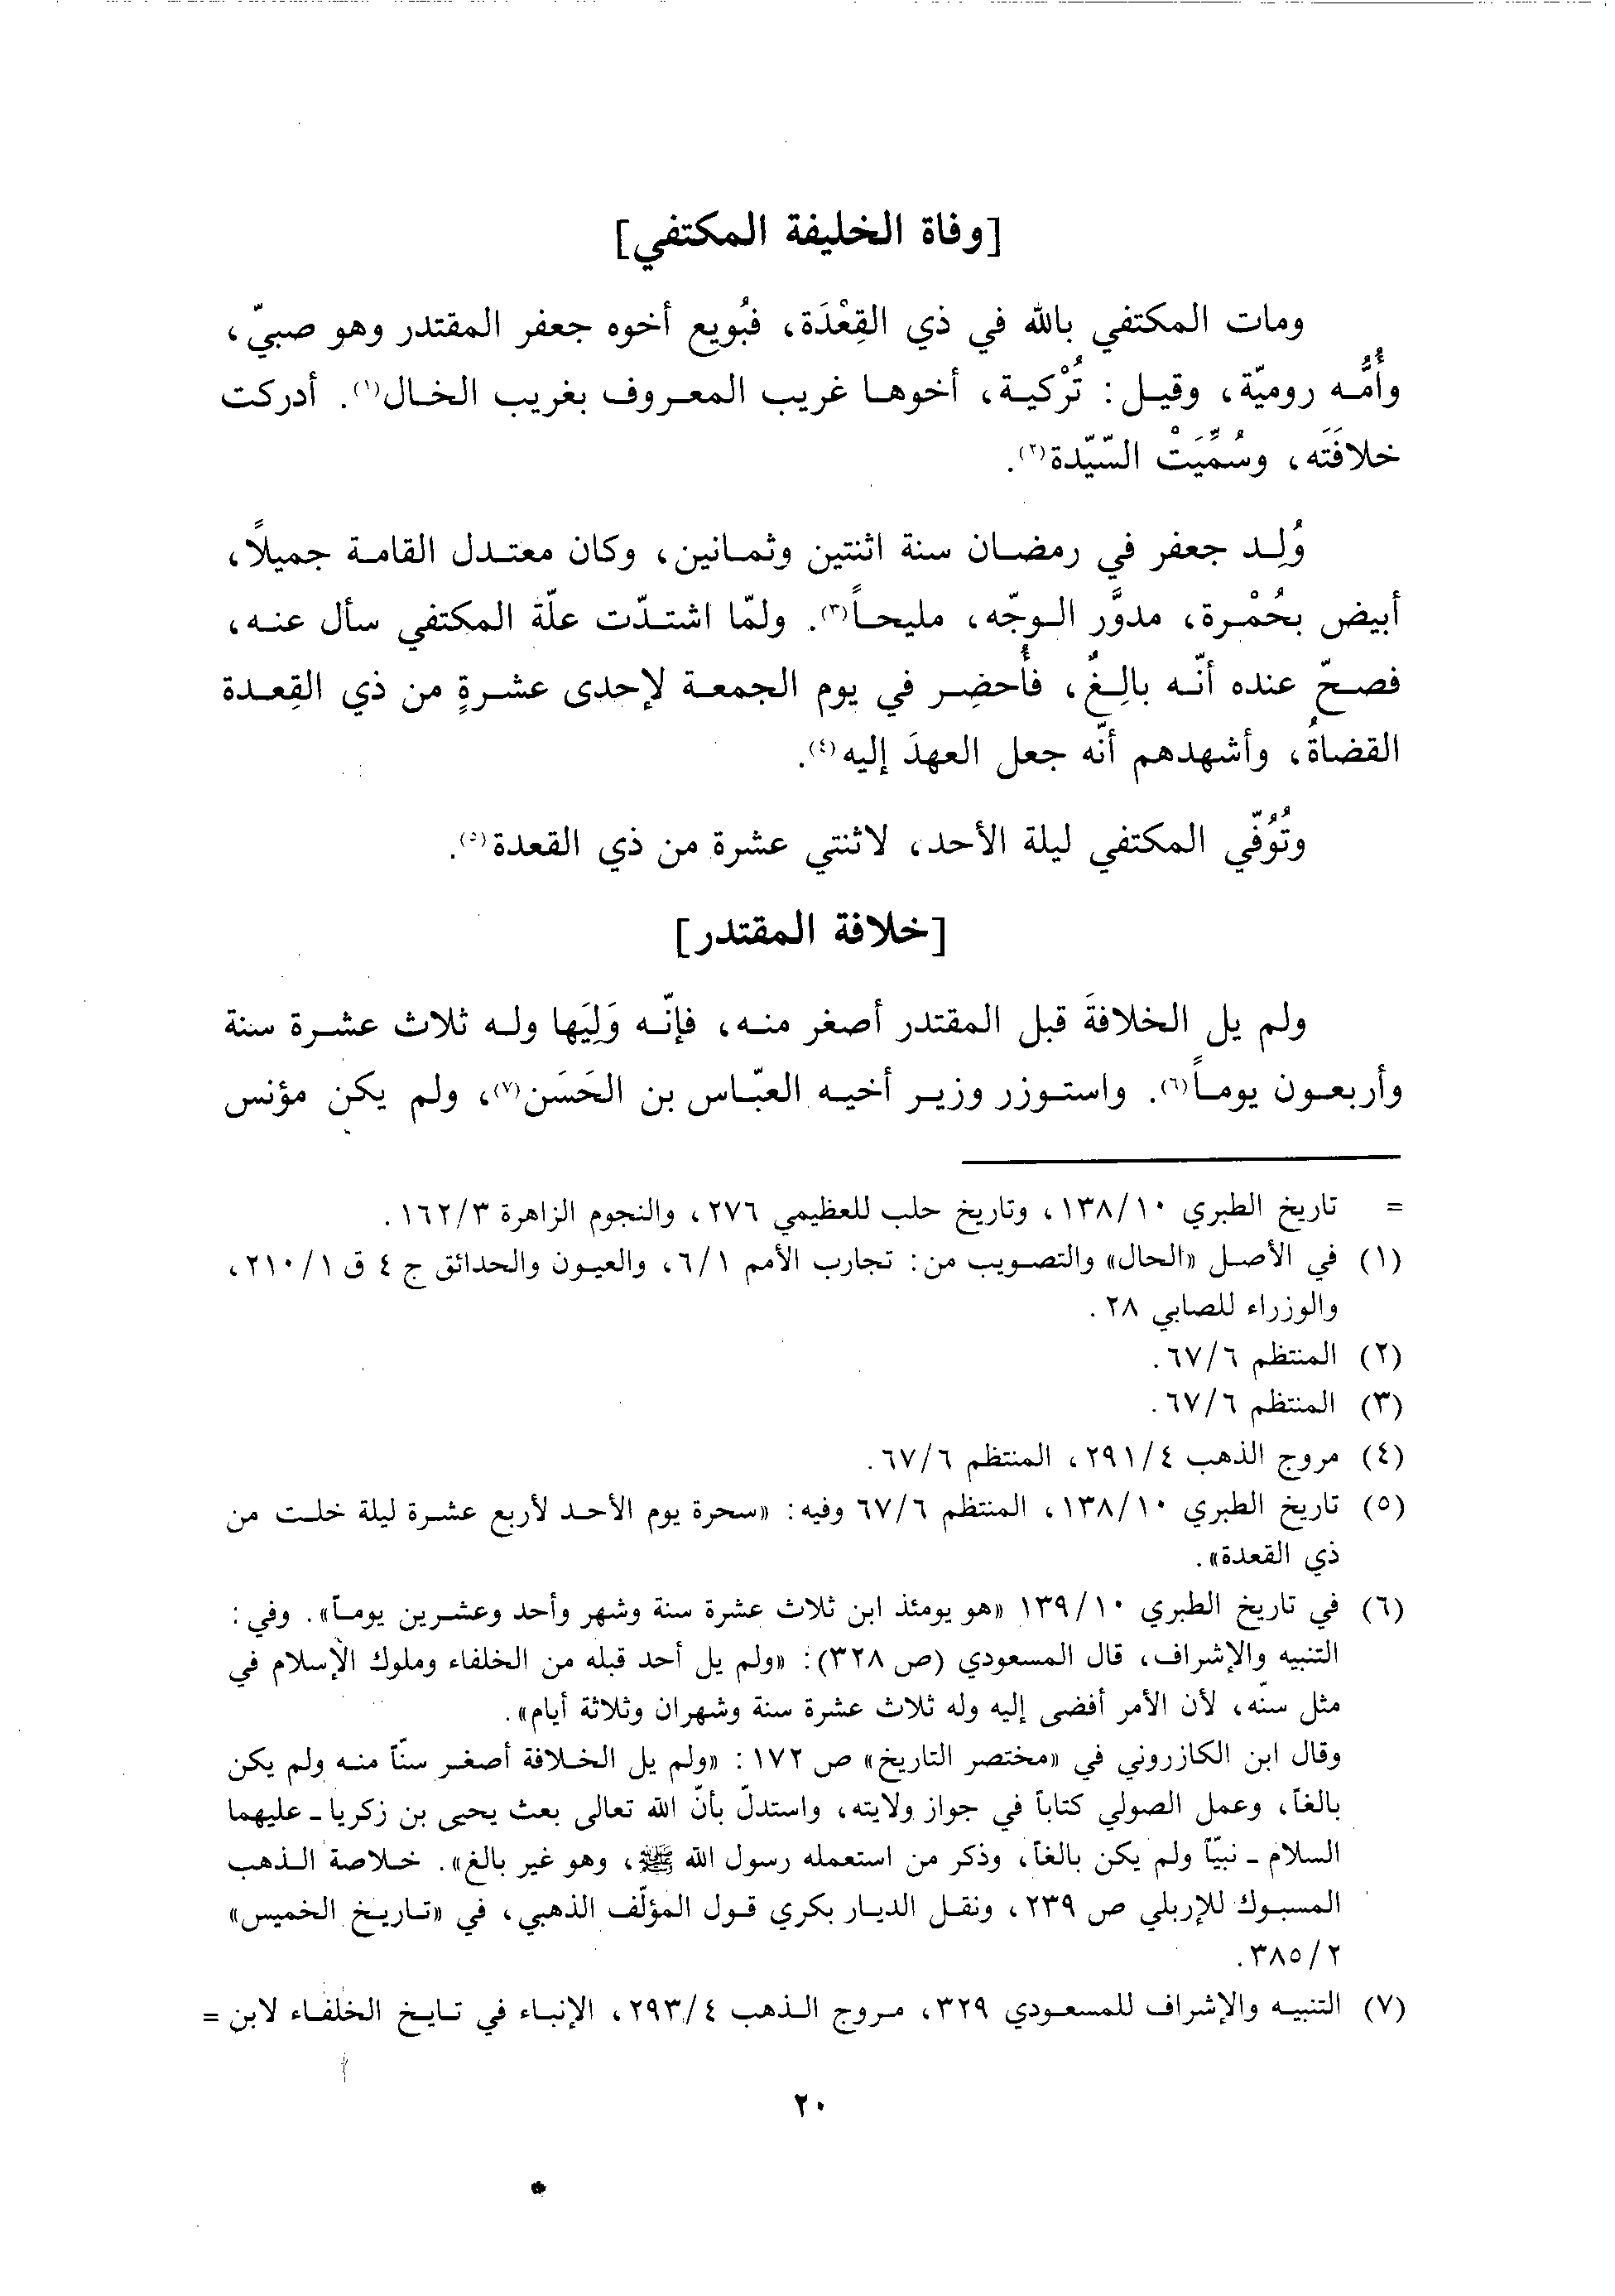 [وفاة الخليفة المكتفي]
ومات المكتفي بالله في ذي القِعْدَة، فبُويع أخوه جعفر المقتدر وهو صبيّ،
وأُمُّه روميّة، وقيل: تُرْكية، أخوها غريب المعروف بغريب الخال(١). أدركت
خلافَتَه، وسُمِّيَتْ السّيّدة(٢).
وُلِد جعفر في رمضان سنة اثنتين وثمانين، وكان معتدل القامة جميلاً،
أبيض بحُمْرة، مدوَّر الوجّه، مليحاً(٣). ولمّا اشتدّت علّة المكتفي سأل عنه،
فصحّ عنده أنّه بالِغٌ، فأُحضِر في يوم الجمعة لإحدى عشرةٍ من ذي القِعدة
القضاةُ، وأشهدهم أنّه جعل العهدَ إليه(٤).
وتُوُفّي المكتفي ليلة الأحد، لاثنتي عشرة من ذي القعدة(٥).
[خلافة المقتدر]
ولم يل الخلافةَ قبل المقتدر أصغر منه، فإنّه وَلِيَها وله ثلاث عشرة سنة
وأربعون يوماً(٦). واستوزر وزير أخيه العبّاس بن الحَسَن(٧)، ولم يكن مؤنس
= تاريخ الطبري ١٣٨/١٠، وتاريخ حلب للعظيمي ٢٧٦، والنجوم الزاهرة ١٦٢/٣.
(١) في الأصل «الحال» والتصويب من: تجارب الأمم ٦/١، والعيون والحدائق ج ٤ ق ٢١٠/١،
والوزراء للصابي ٢٨.
(٢) المنتظم ٦٧/٦.
(٣) المنتظم ٦٧/٦.
(٤) مروج الذهب ٢٩١/٤، المنتظم ٦٧/٦.
(٥) تاريخ الطبري ١٣٨/١٠، المنتظم ٦٧/٦ وفيه: «سحرة يوم الأحد لأربع عشرة ليلة خلت من
ذي القعدة».
(٦) في تاريخ الطبري ١٣٩/١٠ «هو يومئذ ابن ثلاث عشرة سنة وشهر وأحد وعشرين يوماً». وفي:
التنبيه والإشراف، قال المسعودي (ص ٣٢٨): «ولم يل أحد قبله من الخلفاء وملوك الإسلام في
مثل سنّه، لأن الأمر أفضى إليه وله ثلاث عشرة سنة وشهران وثلاثة أيام».
وقال ابن الكازروني في «مختصر التاريخ» ص ١٧٢: «ولم يل الخلافة أصغر سنّاً منه ولم يكن
بالغاً، وعمل الصولي كتاباً في جواز ولايته، واستدلّ بأنّ الله تعالى بعث يحيى بن زكريا ـ عليهما
السلام ـ نبيّاً ولم يكن بالغاً، وذكر من استعمله رسول الله ﷺ، وهو غير بالغ». خلاصة الذهب
المسبوك للإربلي ص ٢٣٩، ونقل الديار بكري قول المؤلّف الذهبي، في «تاريخ الخميس»
٣٨٥/٢.
(٧) التنبيه والإشراف للمسعودي ٣٢٩، مروج الذهب ٢٩٣/٤، الإنباء في تايخ الخلفاء لابن =
٢٠